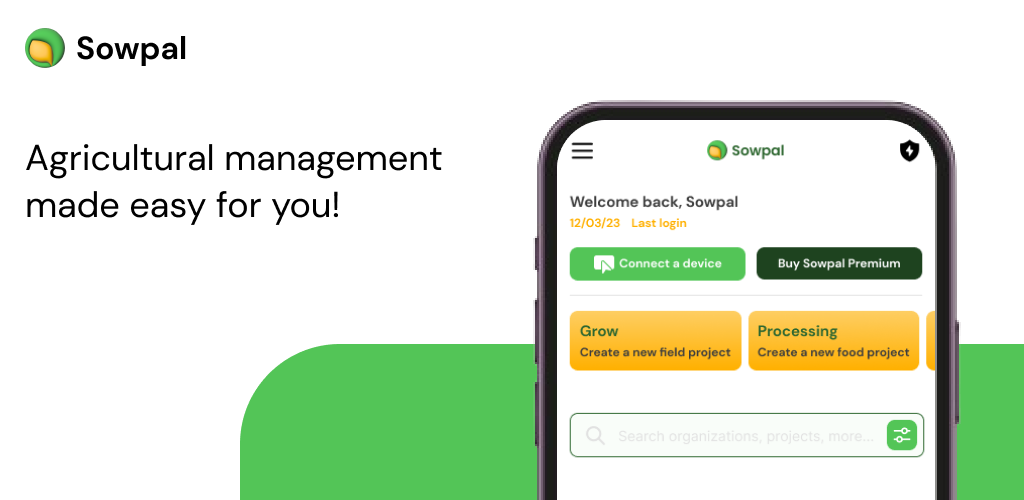 Sowpal
Agricultural management
made easy for you!
Sowpal
Welcome back, Sowpal
12/03/23 Last login
Connect a device
Buy Sowpal Premium
Grow
Create a new field project
Processing
Create a new food project
Search organizations, projects, more...